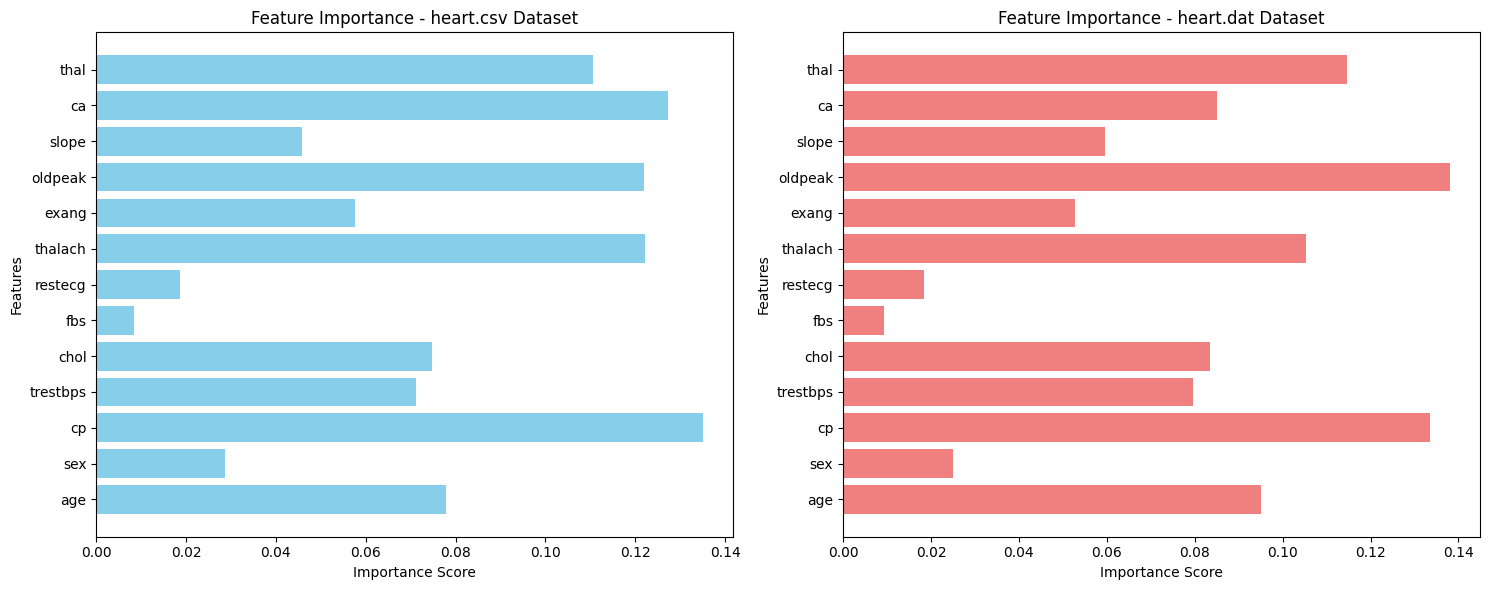 Feature Importance - heart.csv Dataset
Features
thal
ca
slope
oldpeak
exang
thalach
restecg
fbs
chol
trestbps
cp
sex
age
0.00 0.02 0.04 0.06 0.08 0.10 0.12 0.14
Importance Score
Feature Importance - heart.dat Dataset
Features
thal
ca
slope
oldpeak
exang
thalach
restecg
fbs
chol
trestbps
cp
sex
age
0.00 0.02 0.04 0.06 0.08 0.10 0.12 0.14
Importance Score